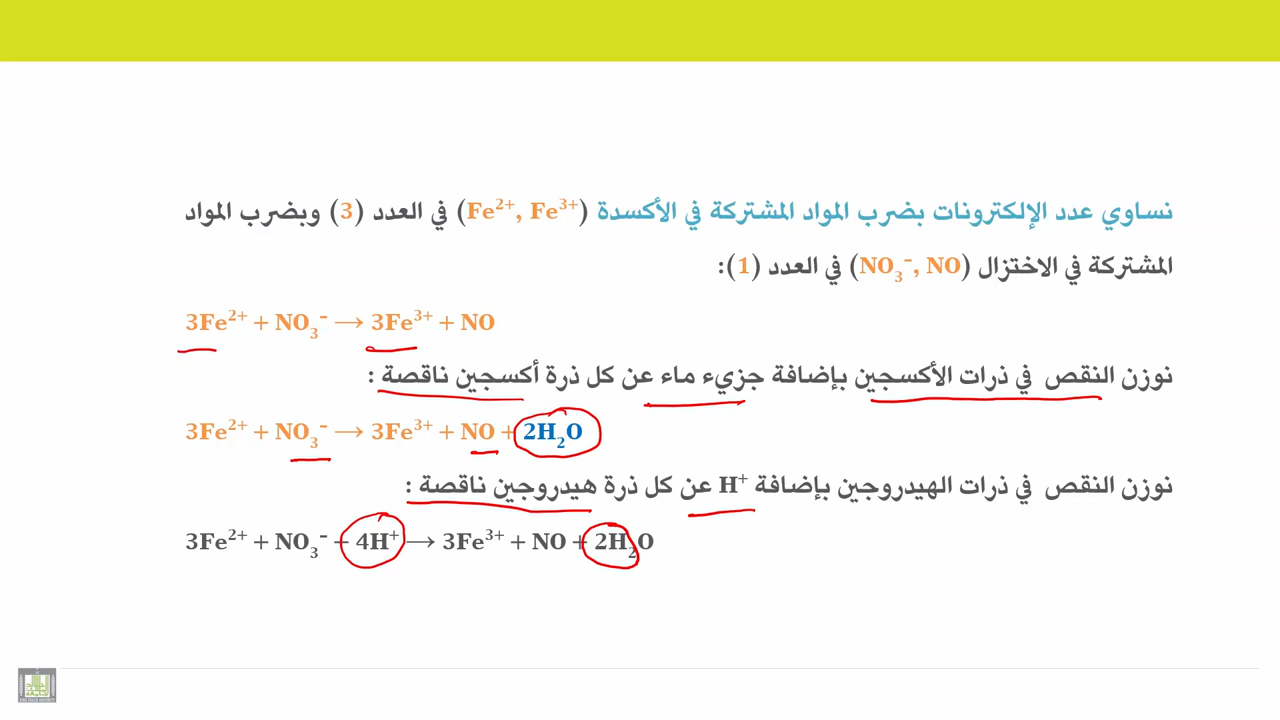 نساوي عدد الإلكترونات بضرب المواد المشتركة في الأكسدة (Fe²⁺, Fe³⁺) في العدد (3) وبضرب المواد
المشتركة في الاختزال (NO₃⁻, NO) في العدد (1):
3Fe²⁺ + NO₃⁻ ⟶ 3Fe³⁺ + NO
نوزن النقص في ذرات الأكسجين بإضافة جزيء ماء عن كل ذرة أكسجين ناقصة :
3Fe²⁺ + NO₃⁻ ⟶ 3Fe³⁺ + NO + 2H₂O
نوزن النقص في ذرات الهيدروجين بإضافة H⁺ عن كل ذرة هيدروجين ناقصة :
3Fe²⁺ + NO₃⁻ + 4H⁺ ⟶ 3Fe³⁺ + NO + 2H₂O